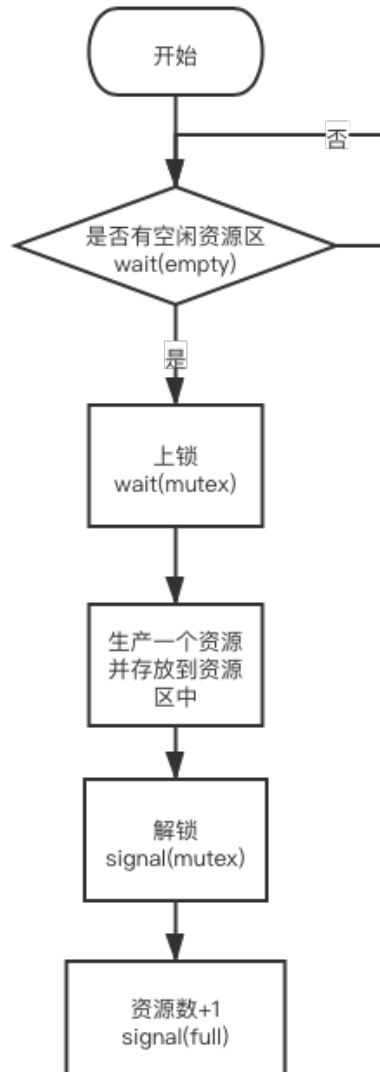 开始
否
是否有空闲资源区
wait(empty)
是
上锁
wait(mutex)
生产一个资源
并存放到资源
区中
解锁
signal(mutex)
资源数+1
signal(full)